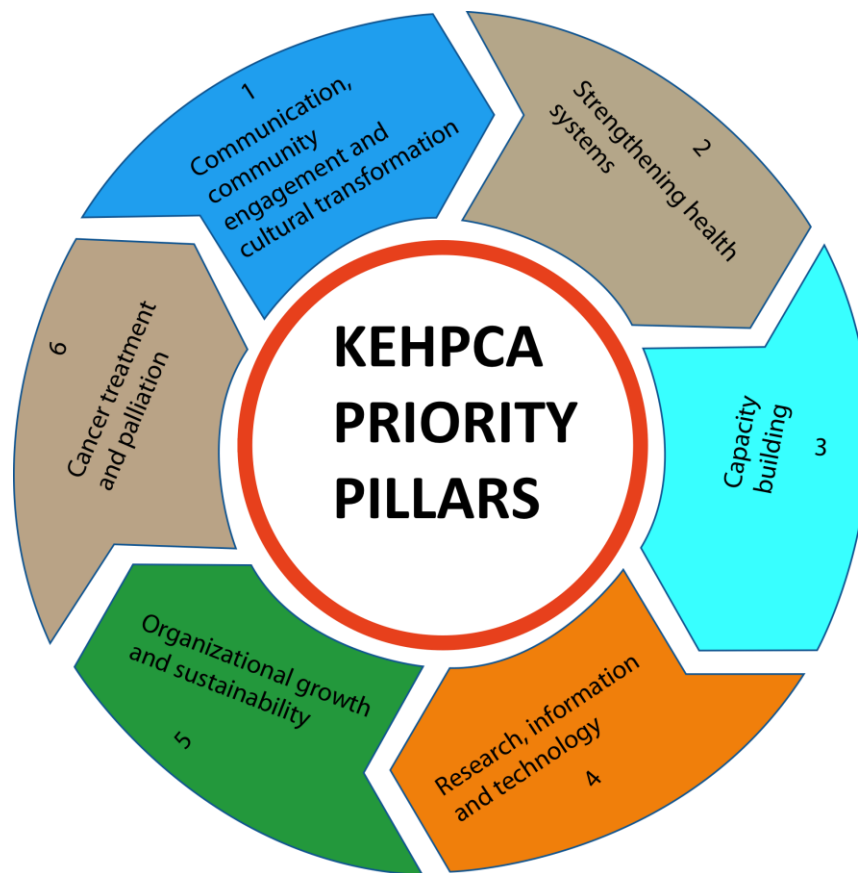 KEHPCA
PRIORITY
PILLARS
1
Communication,
community
engagement and
cultural transformation
2
Strengthening health
systems
3
Capacity
building
4
Research, information
and technology
5
Organizational growth
and sustainability
6
Cancer treatment
and palliation